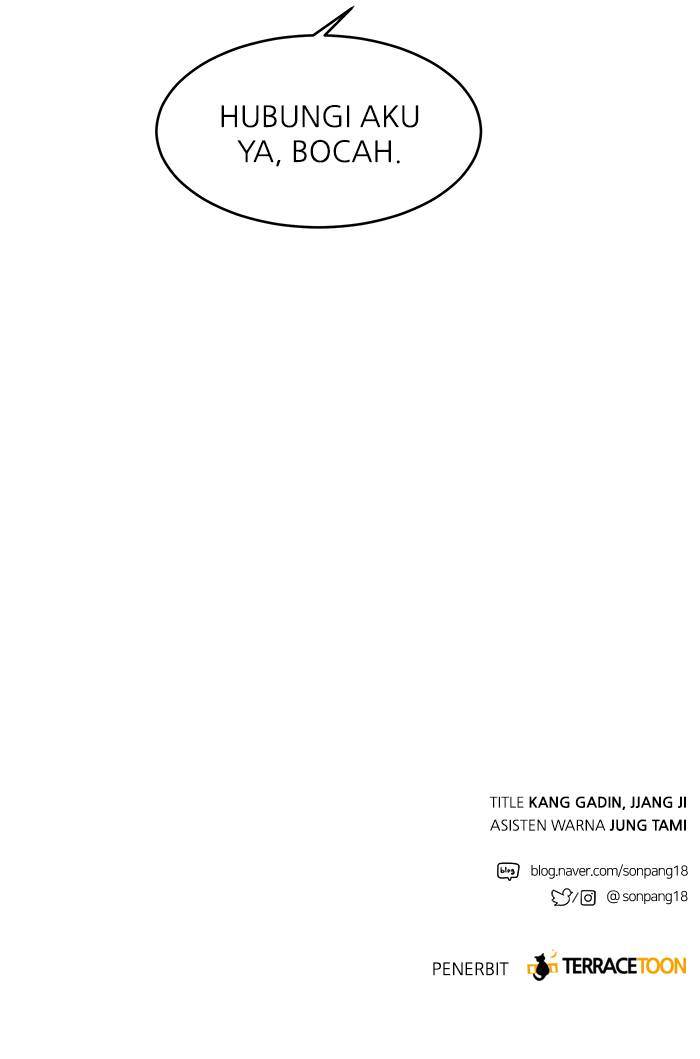 HUBUNGI AKU
YA, BOCAH.
TITLE KANG GADIN, JJANG JI
ASISTEN WARNA JUNG TAMI
blog blog.naver.com/sonpang18
/ @sonpang18
PENERBIT TERRACETOON